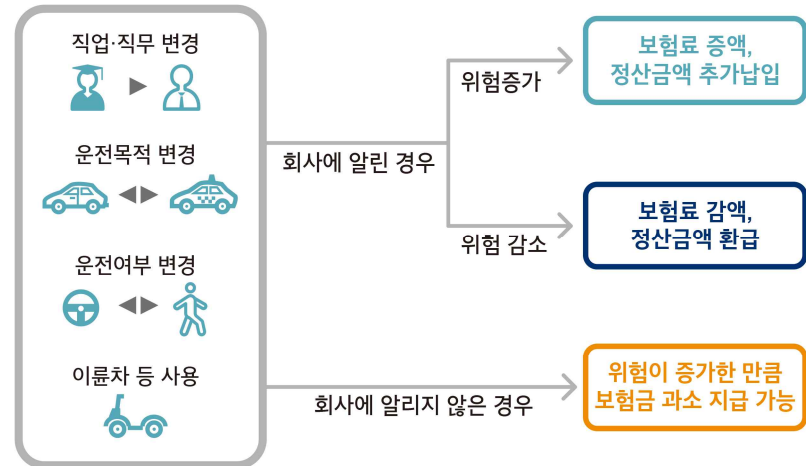 직업·직무 변경
운전목적 변경
운전여부 변경
이륜차 등 사용
회사에 알린 경우
위험증가
보험료 증액,
정산금액 추가납입
위험 감소
보험료 감액,
정산금액 환급
회사에 알리지 않은 경우
위험이 증가한 만큼
보험금 과소 지급 가능